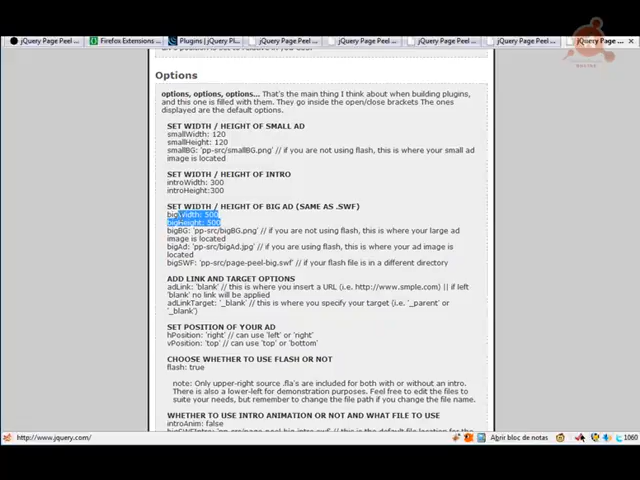 jQuery Page Peel ...
Firefox Extensions ...
Plugins | jQuery Pl...
jQuery Page Peel ...
jQuery Page Peel ...
jQuery Page Peel ...
jQuery Page Peel ...
jQuery Page ...
Options
options, options, options... That's the main thing I think about when building plugins,
and this one is filled with them. They go inside the open/close brackets The ones
displayed are the default options.
SET WIDTH / HEIGHT OF SMALL AD
smallWidth: 120
smallHeight: 120
smallBG: 'pp-src/smallBG.png' // if you are not using flash, this is where your small ad
image is located
SET WIDTH / HEIGHT OF INTRO
introWidth: 300
introHeight:300
SET WIDTH / HEIGHT OF BIG AD (SAME AS .SWF)
bigWidth: 500
bigHeight: 500
bigBG: 'pp-src/bigBG.png' // if you are not using flash, this is where your large ad
image is located
bigAd: 'pp-src/bigAd.jpg' // if you are using flash, this is where your ad image is
located
bigSWF: 'pp-src/page-peel-big.swf' // if your flash file is in a different directory
ADD LINK AND TARGET OPTIONS
adLink: 'blank' // this is where you insert a URL (i.e. http://www.smple.com) || if left
'blank' no link will be applied
adLinkTarget: '_blank' // this is where you specify your target (i.e. '_parent' or
'_blank')
SET POSITION OF YOUR AD
hPosition: 'right' // can use 'left' or 'right'
vPosition: 'top' // can use 'top' or 'bottom'
CHOOSE WHETHER TO USE FLASH OR NOT
flash: true
note: Only upper-right source .fla's are included for both with or without an intro.
There is also a lower-left for demonstration purposes. Feel free to edit the files to
suite your needs, but remember to change the file path if you change the file name.
WHETHER TO USE INTRO ANIMATION OR NOT AND WHAT FILE TO USE
introAnim: false
http://www.jquery.com/
Abrir bloc de notas
1060